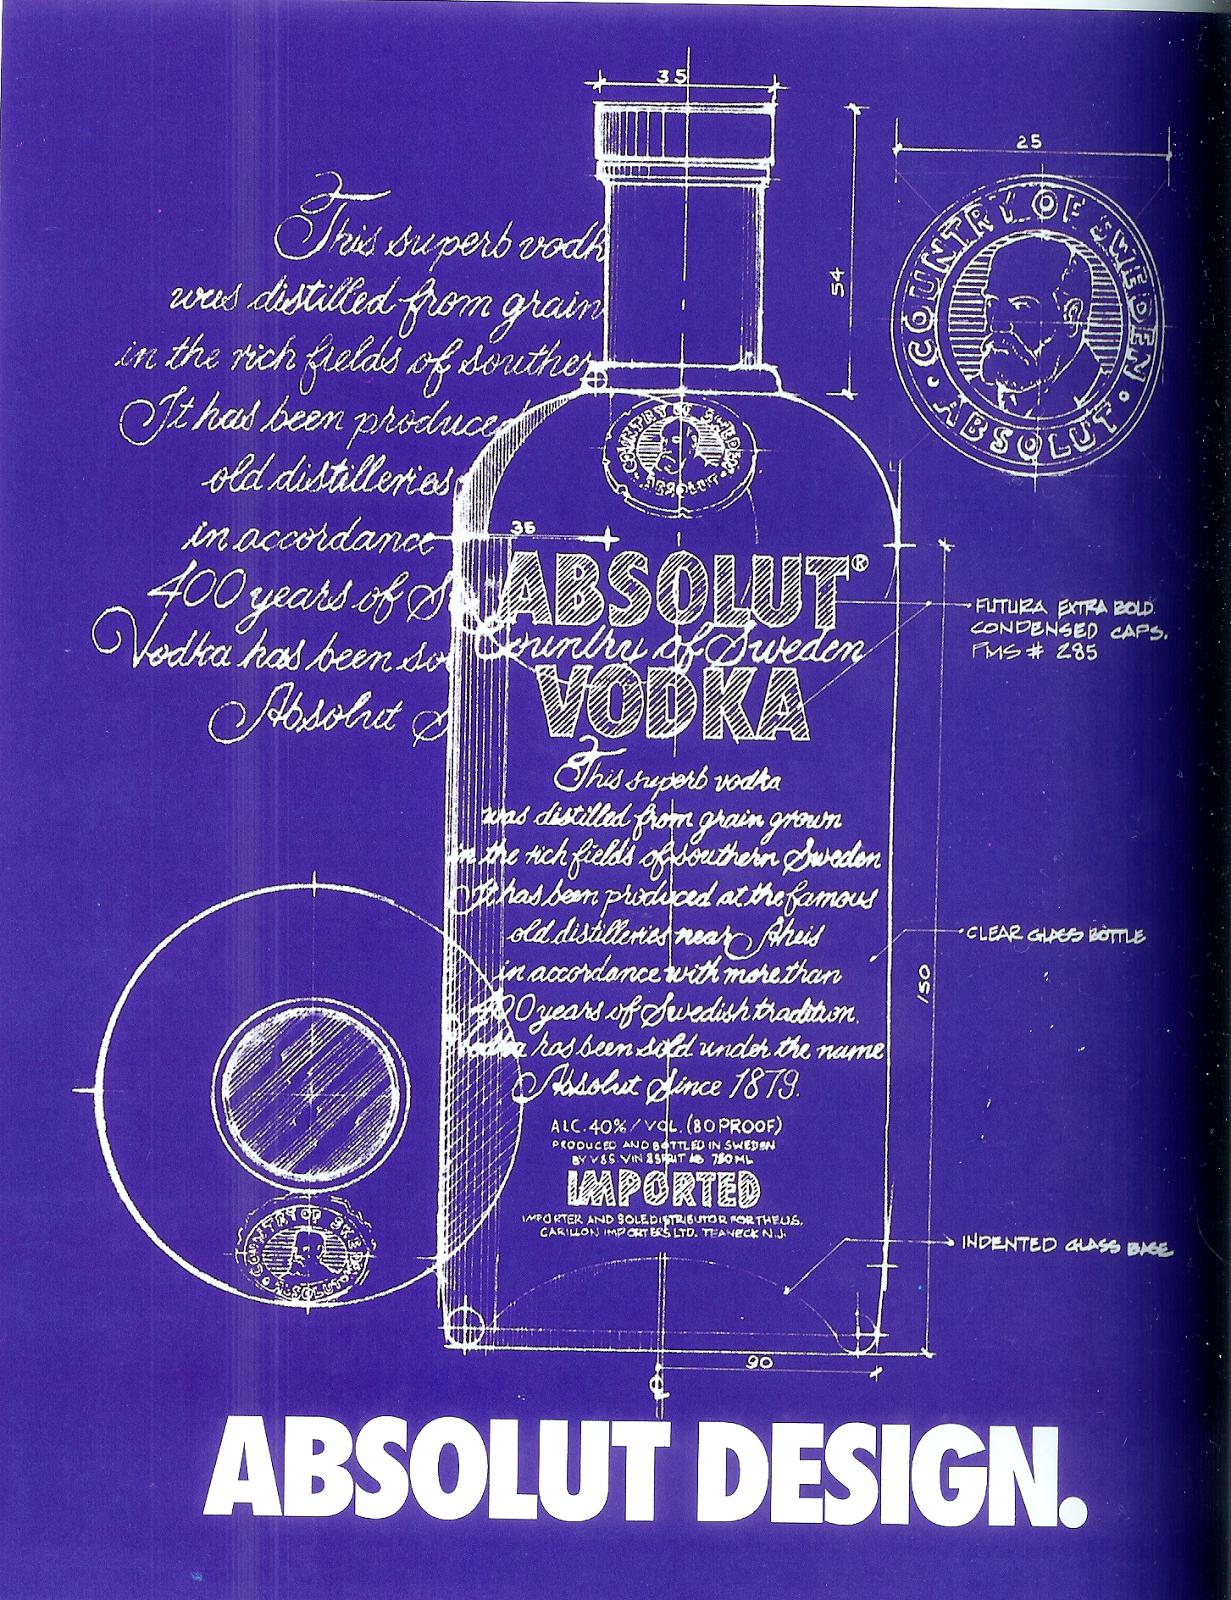 35
25
54
COUNTRY OF SWEDEN
• ABSOLUT •
This superb vodk
was distilled from grain
in the rich fields of souther
It has been produced
old distilleries
in accordance
400 years of S
Vodka has been so
Absolut S
COUNTRY OF SWEDEN
• ABSOLUT •
35
ABSOLUT®
Country of Sweden
VODKA
FUTURA EXTRA BOLD
CONDENSED CAPS.
FMS # 285
This superb vodka
was distilled from grain grown
in the rich fields of southern Sweden
It has been produced at the famous
old distilleries near Åhus
in accordance with more than
400 years of Swedish tradition.
Vodka has been sold under the name
Absolut Since 1879.
CLEAR GLASS BOTTLE
150
ALC. 40% / VOL. (80 PROOF)
PRODUCED AND BOTTLED IN SWEDEN
BY V&S VIN & SPRIT AB 750 ML
IMPORTED
IMPORTER AND SOLE DISTRIBUTOR FOR THE U.S.
CARILLON IMPORTERS LTD. TEANECK N.J.
COUNTRY OF SWEDEN
• ABSOLUT •
INDENTED GLASS BASE
90
ABSOLUT DESIGN.